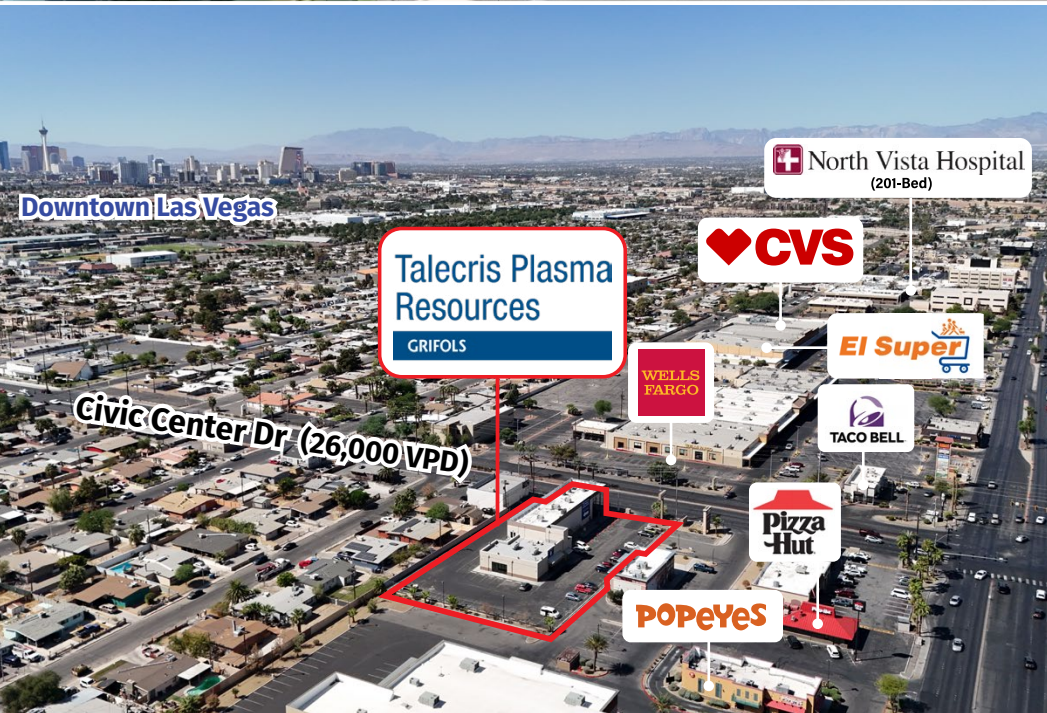 North Vista Hospital
(201-Bed)
Downtown Las Vegas
CVS
Talecris Plasma
Resources
GRIFOLS
El Super
WELLS
FARGO
TACO BELL
Civic Center Dr (26,000 VPD)
Pizza
Hut
POPEYES